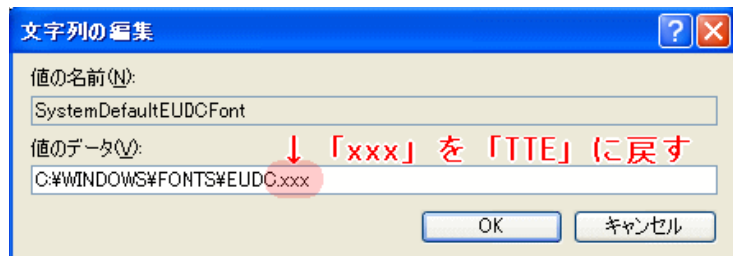 文字列の編集
値の名前(N):
SystemDefaultEUDCFont
値のデータ(V):
↓「xxx」を「TTE」に戻す
C:¥WINDOWS¥FONTS¥EUDC.xxx
OK キャンセル